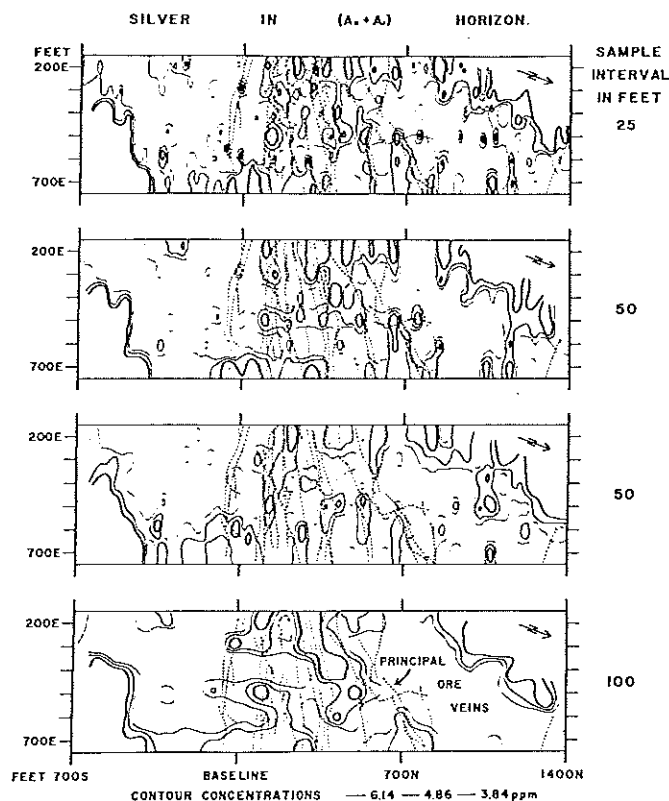 SILVER IN (A₀ + A₁) HORIZON.
FEET
SAMPLE
INTERVAL
IN FEET
200E
25
700E
200E
50
700E
200E
50
700E
200E
PRINCIPAL
ORE
VEINS
100
700E
FEET 700S BASELINE 700N 1400N
CONTOUR CONCENTRATIONS — 6.14 — 4.86 — 3.84 ppm